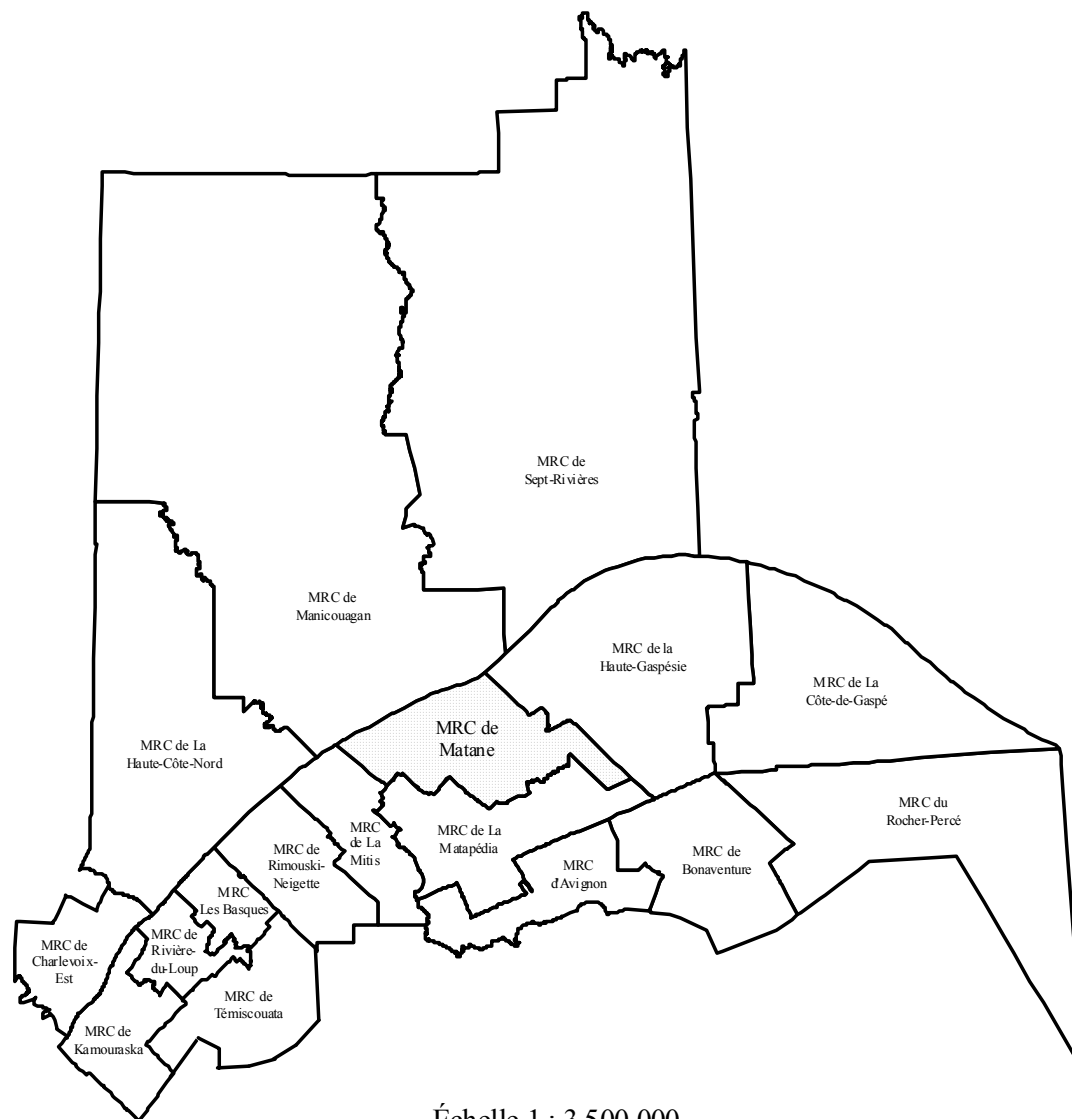 MRC de
Sept-Rivières
MRC de
Manicouagan
MRC de la
Haute-Gaspésie
MRC de La
Côte-de-Gaspé
MRC de
Matane
MRC de La
Haute-Côte-Nord
MRC du
Rocher-Percé
MRC
de La
Mitis
MRC de La
Matapédia
MRC de
Rimouski-
Neigette
MRC
d'Avignon
MRC de
Bonaventure
MRC
Les Basques
MRC de
Rivière-
du-Loup
MRC de
Charlevoix-
Est
MRC de
Témiscouata
MRC de
Kamouraska
Échelle 1 : 3 500 000